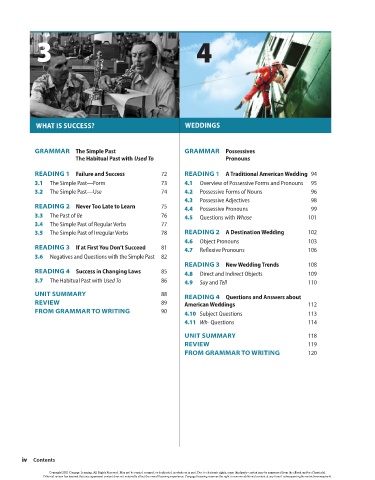 3
4
WHAT IS SUCCESS?
WEDDINGS
GRAMMAR The Simple Past
The Habitual Past with Used To
READING 1 Failure and Success 72
3.1 The Simple Past—Form 73
3.2 The Simple Past—Use 74
READING 2 Never Too Late to Learn 75
3.3 The Past of Be 76
3.4 The Simple Past of Regular Verbs 77
3.5 The Simple Past of Irregular Verbs 78
READING 3 If at First You Don't Succeed 81
3.6 Negatives and Questions with the Simple Past 82
READING 4 Success in Changing Laws 85
3.7 The Habitual Past with Used To 86
UNIT SUMMARY 88
REVIEW 89
FROM GRAMMAR TO WRITING 90
GRAMMAR Possessives
Pronouns
READING 1 A Traditional American Wedding 94
4.1 Overview of Possessive Forms and Pronouns 95
4.2 Possessive Forms of Nouns 96
4.3 Possessive Adjectives 98
4.4 Possessive Pronouns 99
4.5 Questions with Whose 101
READING 2 A Destination Wedding 102
4.6 Object Pronouns 103
4.7 Reflexive Pronouns 106
READING 3 New Wedding Trends 108
4.8 Direct and Indirect Objects 109
4.9 Say and Tell 110
READING 4 Questions and Answers about
American Weddings 112
4.10 Subject Questions 113
4.11 Wh- Questions 114
UNIT SUMMARY 118
REVIEW 119
FROM GRAMMAR TO WRITING 120
iv Contents